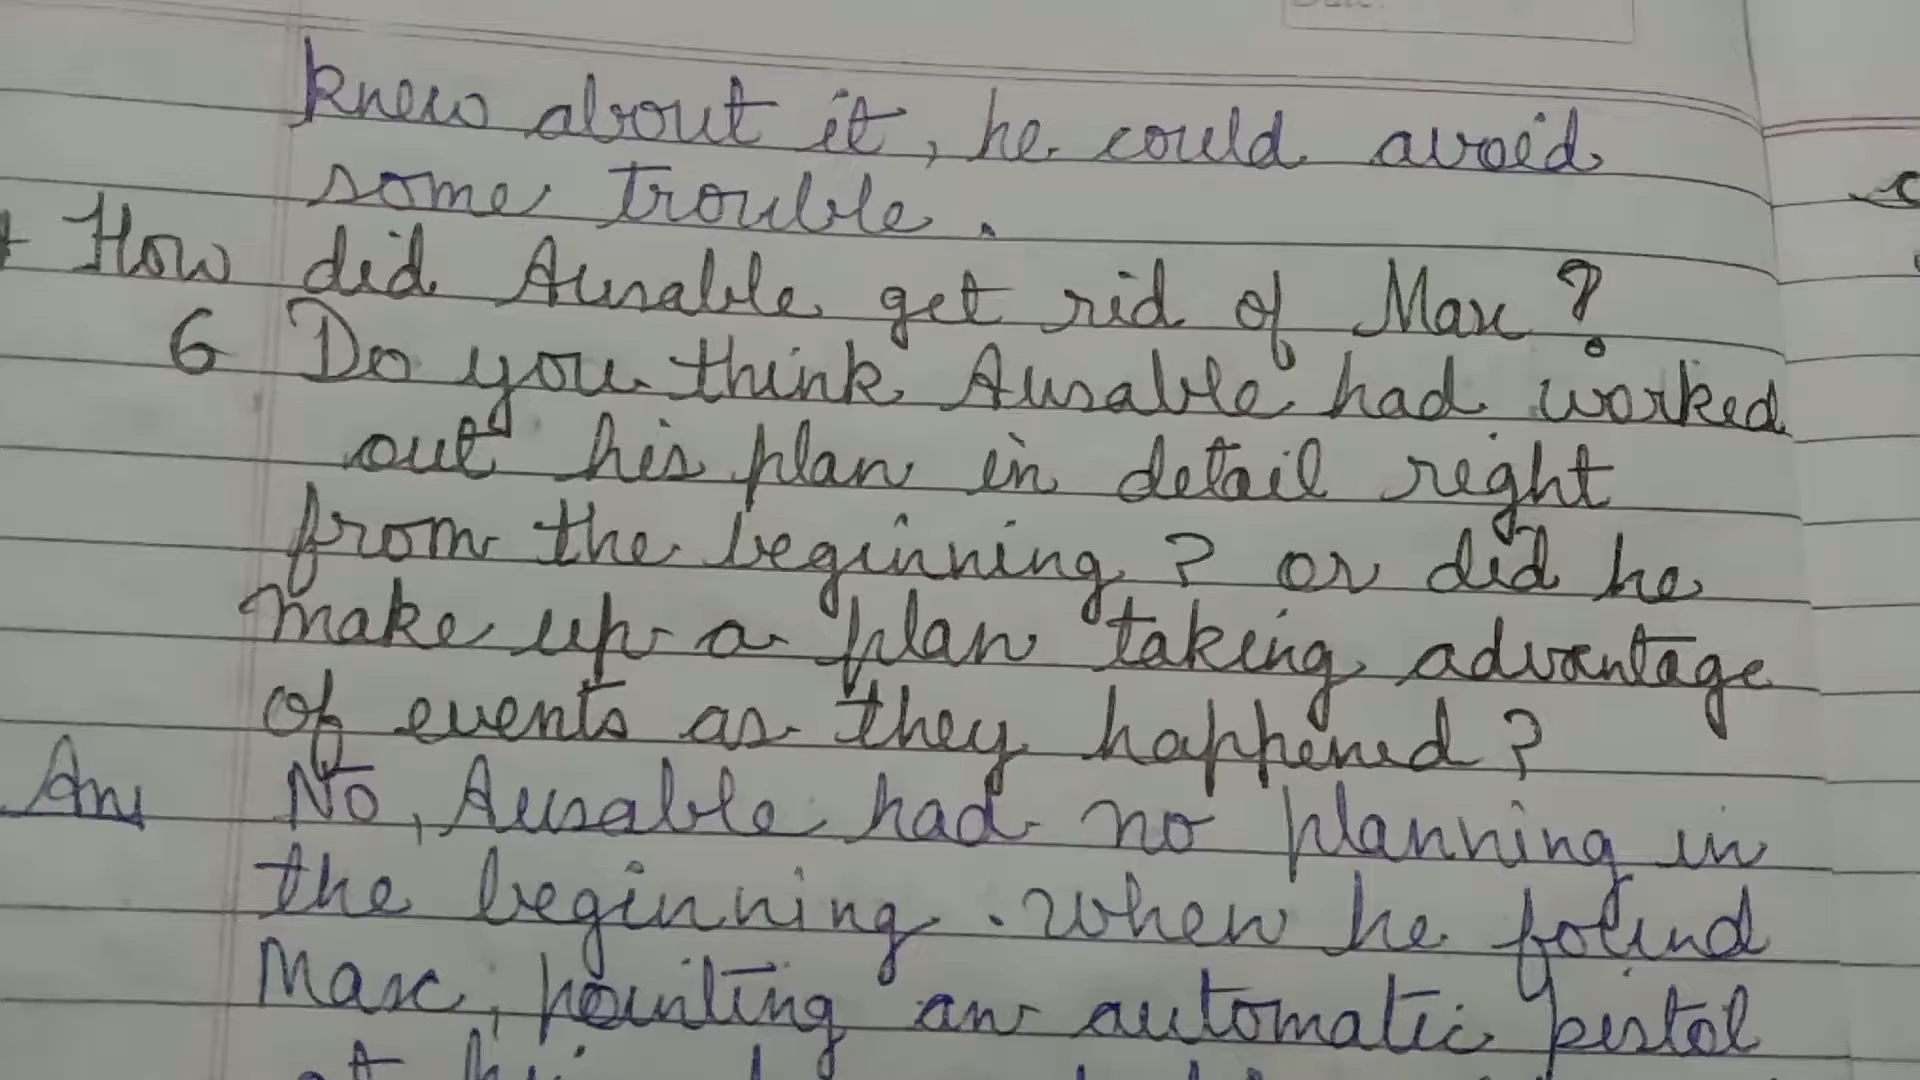 knew about it, he could avoid
some trouble.
+ How did Ausable get rid of Max?
6 Do you think Ausable had worked
out his plan in detail right
from the beginning? or did he
make up a plan taking advantage
of events as they happened?
Ans No, Ausable had no planning in
the beginning. When he found
Max, pointing an automatic pistol
at